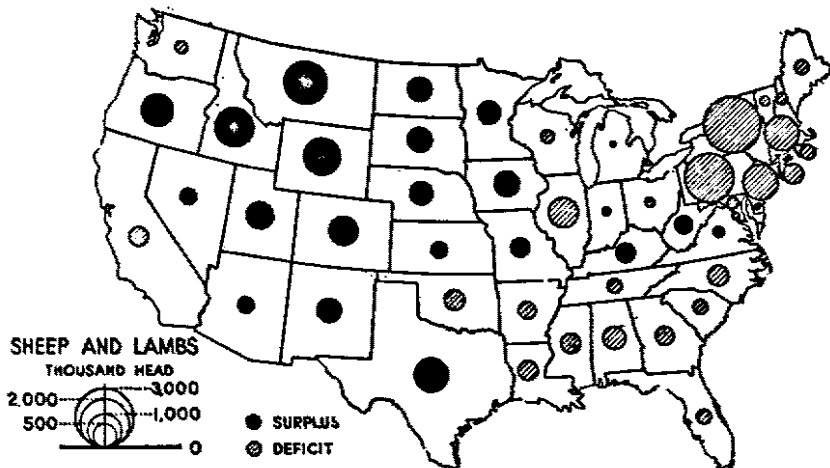 SHEEP AND LAMBS
THOUSAND HEAD
3,000
2,000
1,000
500
0
SURPLUS
DEFICIT